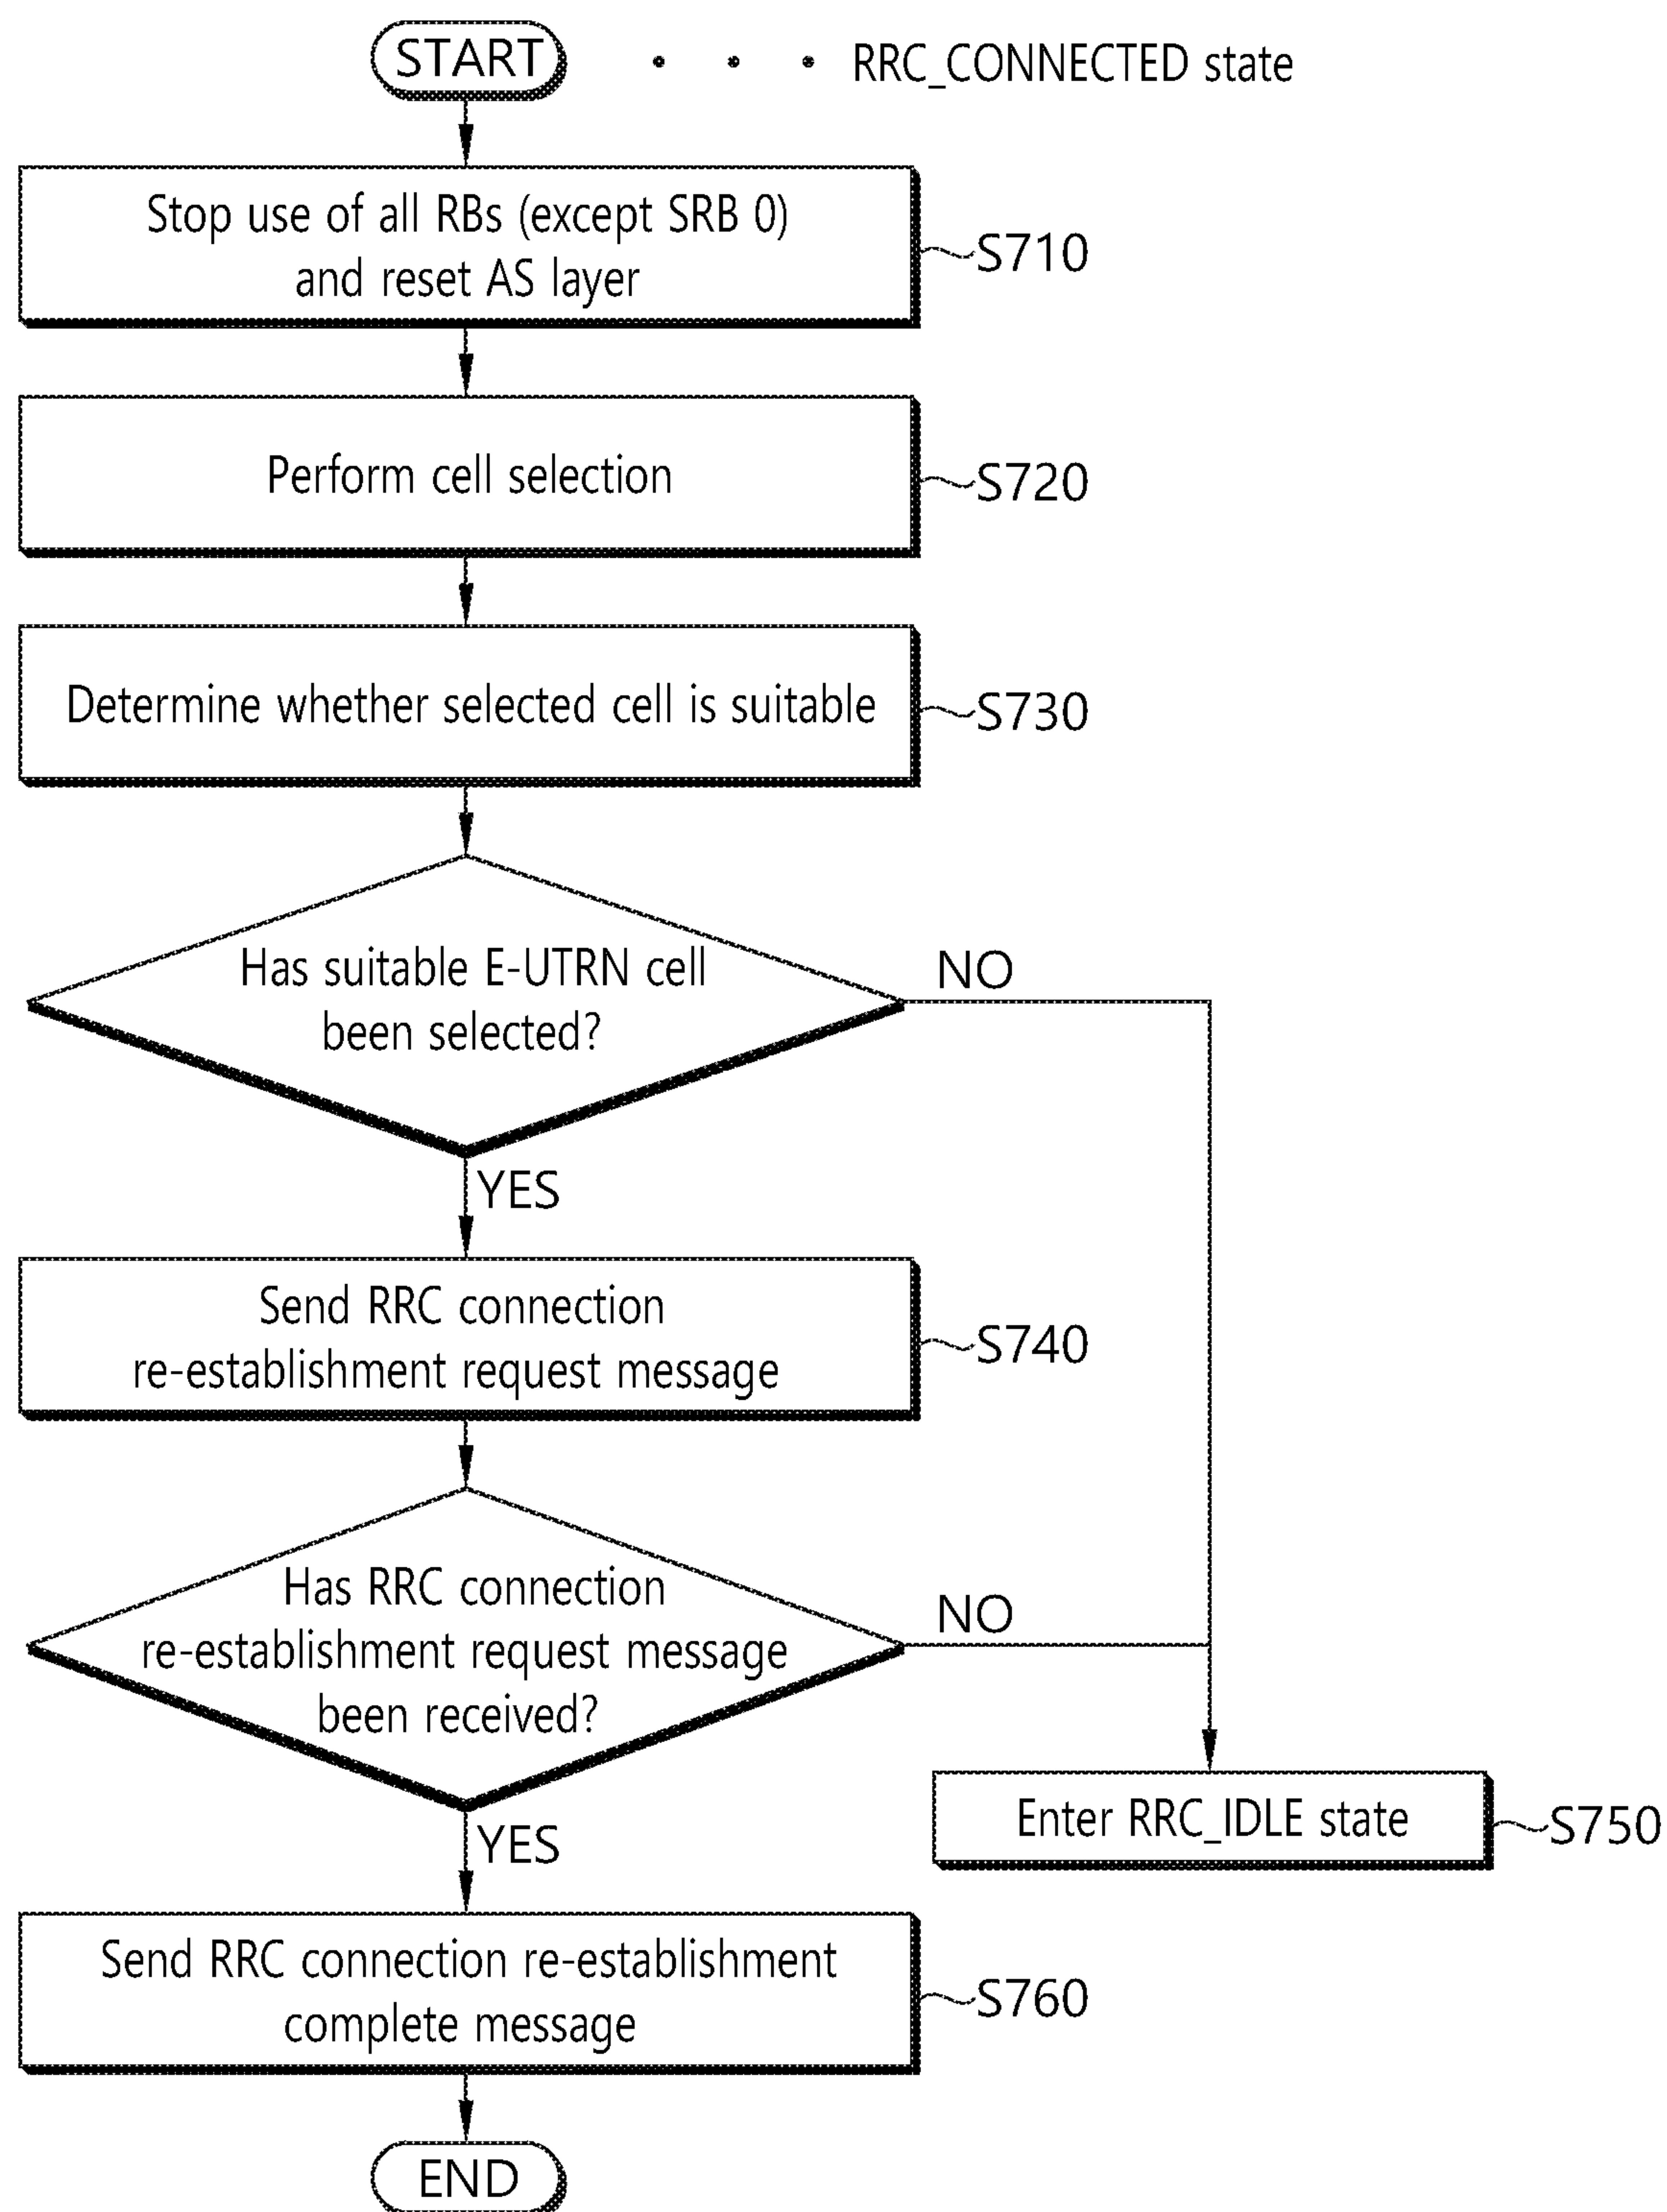 START
RRC_CONNECTED state
Stop use of all RBs (except SRB 0)
and reset AS layer
S710
Perform cell selection
S720
Determine whether selected cell is suitable
S730
Has suitable E-UTRN cell
been selected?
NO
YES
Send RRC connection
re-establishment request message
S740
Has RRC connection
re-establishment request message
been received?
NO
YES
Enter RRC_IDLE state
S750
Send RRC connection re-establishment
complete message
S760
END